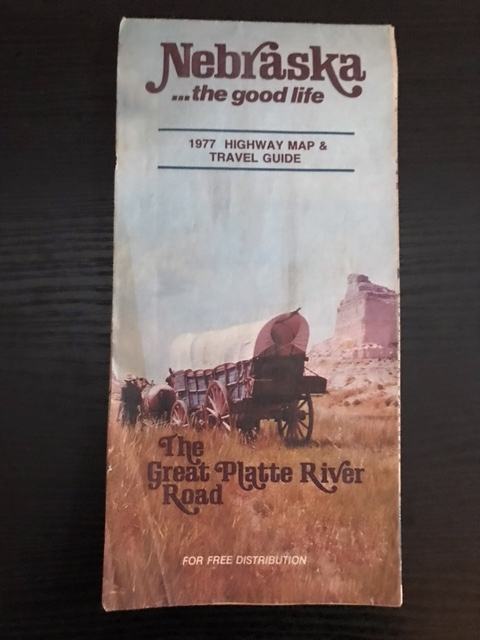 Nebraska
...the good life
1977 HIGHWAY MAP &
TRAVEL GUIDE
The
Great Platte River
Road
FOR FREE DISTRIBUTION